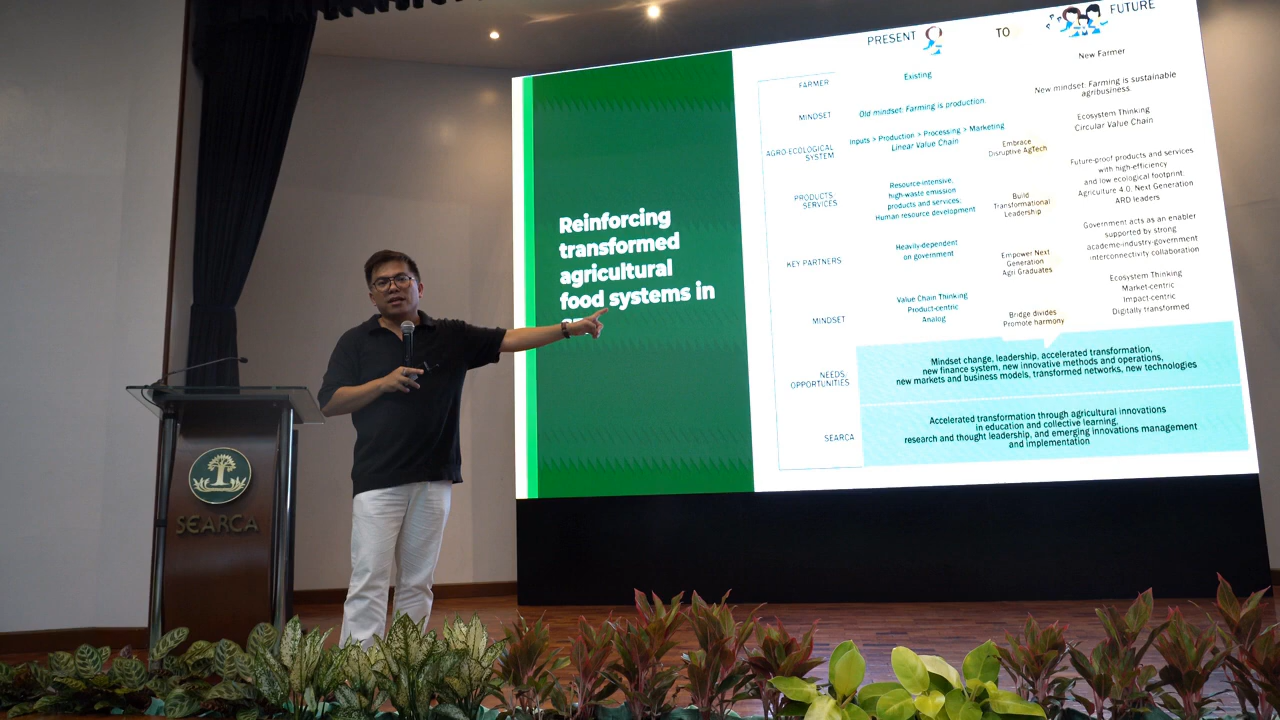 SEARCA
Reinforcing
transformed
agricultural
food systems in
PRESENT TO FUTURE
FARMER Existing New Farmer
MINDSET Old mindset: Farming is production New mindset: Farming is sustainable
agribusiness
AGRO-ECOLOGICAL
SYSTEM
Inputs > Production > Processing > Marketing
Linear Value Chain
Embrace
Disruptive AgTech
Ecosystem Thinking
Circular Value Chain
PRODUCTS,
SERVICES
Resource-intensive,
high-waste emission
products and services;
Human resource development
Build
Transformational
Leadership
Future-proof products and services
with high-efficiency
and low ecological footprint.
Agriculture 4.0, Next Generation
ARD leaders
KEY PARTNERS
Heavily-dependent
on government
Empower Next
Generation
Agri Graduates
Government acts as an enabler
supported by strong
academe-industry-government
interconnectivity collaboration
MINDSET
Value Chain Thinking
Product-centric
Analog
Bridge divides
Promote harmony
Ecosystem Thinking
Market-centric
Impact-centric
Digitally transformed
NEEDS,
OPPORTUNITIES
Mindset change, leadership, accelerated transformation,
new finance system, new innovative methods and operations,
new markets and business models, transformed networks, new technologies
SEARCA
Accelerated transformation through agricultural innovations
in education and collective learning,
research and thought leadership, and emerging innovations management
and implementation